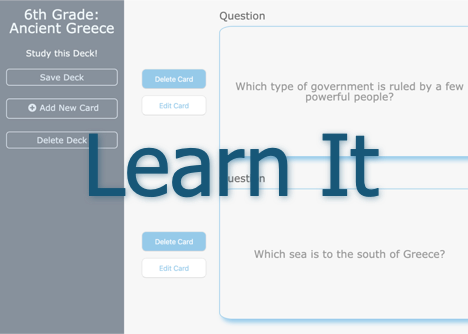 6th Grade:
Ancient Greece
Study this Deck!
Save Deck
Add New Card
Delete Deck
Question
Delete Card
Edit Card
Which type of government is ruled by a few
powerful people?
Learn It
Question
Delete Card
Edit Card
Which sea is to the south of Greece?